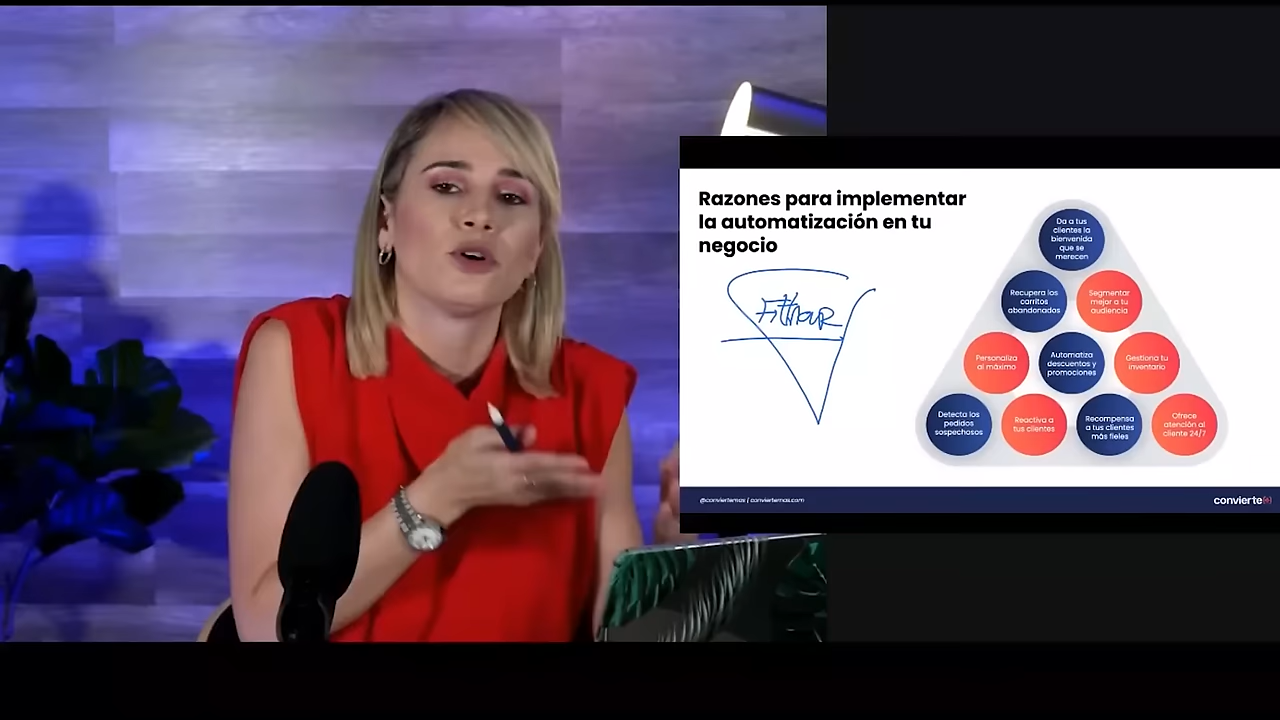 Razones para implementar
la automatización en tu
negocio
Da a tus
clientes la
bienvenida
que se
merecen
Recupera los
carritos
abandonados
Segmentar
mejor a tu
audiencia
Personaliza
al máximo
Automatiza
descuentos y
promociones
Gestiona tu
inventario
Detecta los
pedidos
sospechosos
Reactiva a
tus clientes
Recompensa
a tus clientes
más fieles
Ofrece
atención al
cliente 24/7
@conviertemas | conviertemas.com
convierte(+)